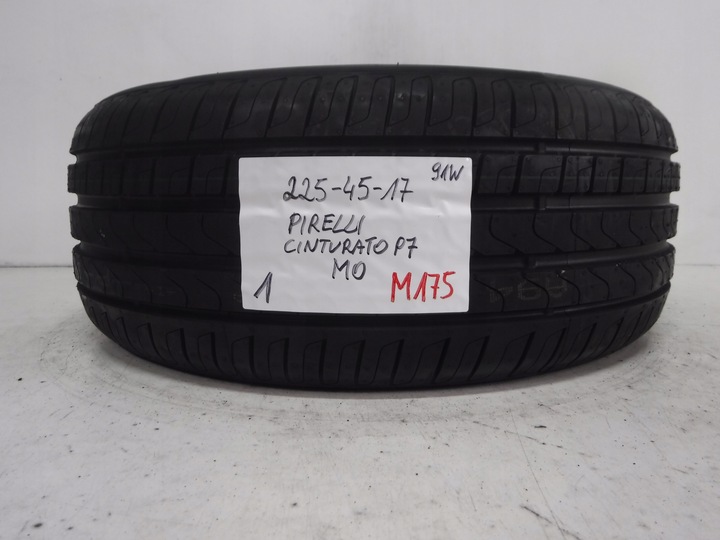 225-45-17 91W
PIRELLI
CINTURATO P7
MO
1 M175